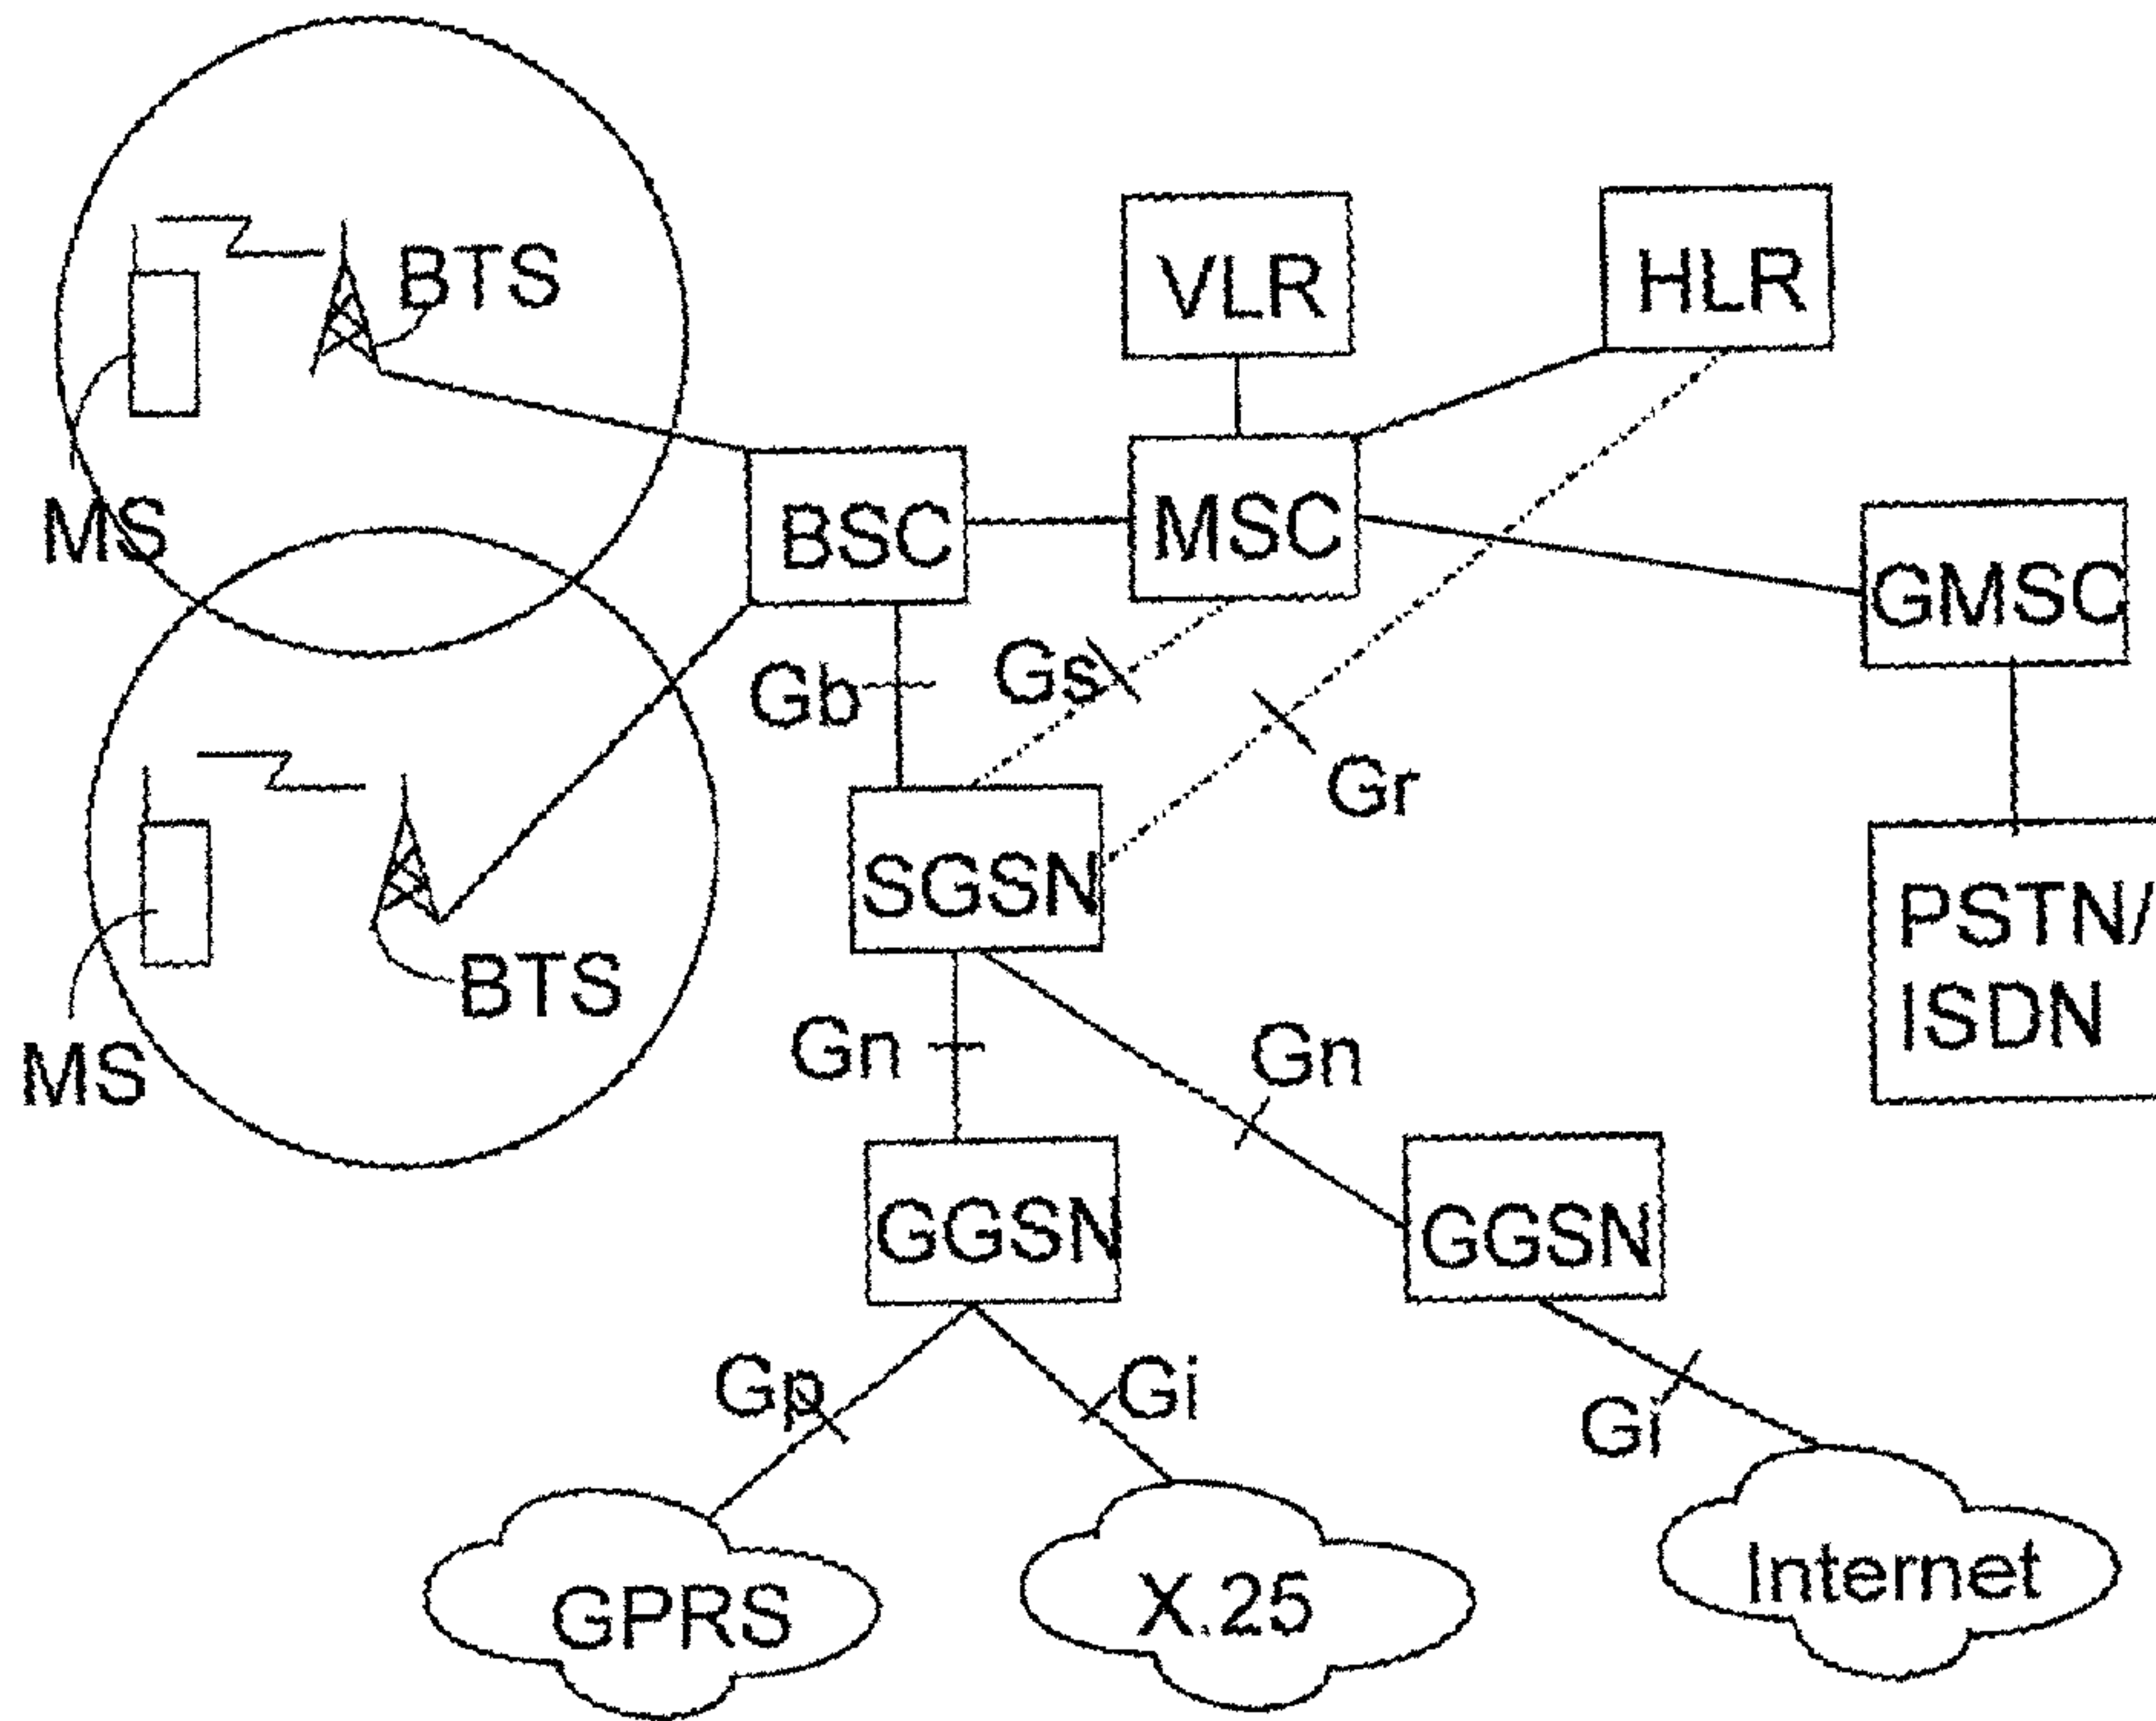 BTS
VLR
HLR
MS
BSC
MSC
GMSC
Gb
Gs
Gr
SGSN
PSTN/
ISDN
BTS
MS
Gn
Gn
GGSN
GGSN
Gp
Gi
Gi
GPRS
X.25
Internet